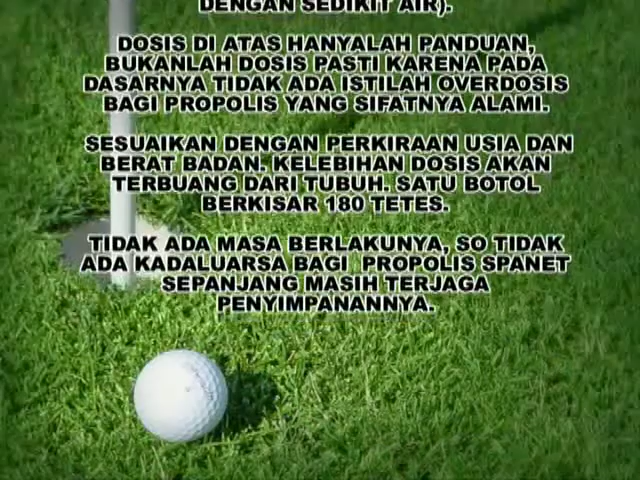 DENGAN SEDIKIT AIR).
DOSIS DI ATAS HANYALAH PANDUAN,
BUKANLAH DOSIS PASTI KARENA PADA
DASARNYA TIDAK ADA ISTILAH OVERDOSIS
BAGI PROPOLIS YANG SIFATNYA ALAMI.
SESUAIKAN DENGAN PERKIRAAN USIA DAN
BERAT BADAN. KELEBIHAN DOSIS AKAN
TERBUANG DARI TUBUH. SATU BOTOL
BERKISAR 180 TETES.
TIDAK ADA MASA BERLAKUNYA, SO TIDAK
ADA KADALUARSA BAGI  PROPOLIS SPANET
SEPANJANG MASIH TERJAGA
PENYIMPANANNYA.